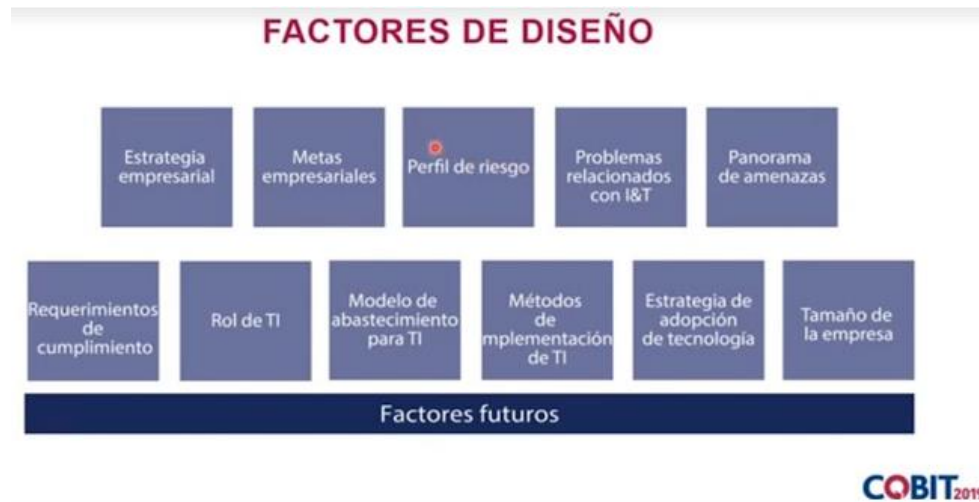 FACTORES DE DISEÑO
Estrategia
empresarial
Metas
empresariales
Perfil de riesgo
Problemas
relacionados
con I&T
Panorama
de amenazas
Requerimientos
de
cumplimiento
Rol de TI
Modelo de
abastecimiento
para TI
Métodos
de
mplementación
de TI
Estrategia de
adopción
de tecnología
Tamaño de
la empresa
Factores futuros
COBIT 2019